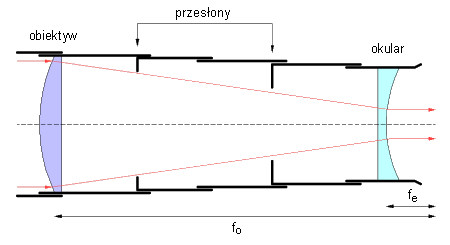 przesłony
obiektyw
okular
fe
fo